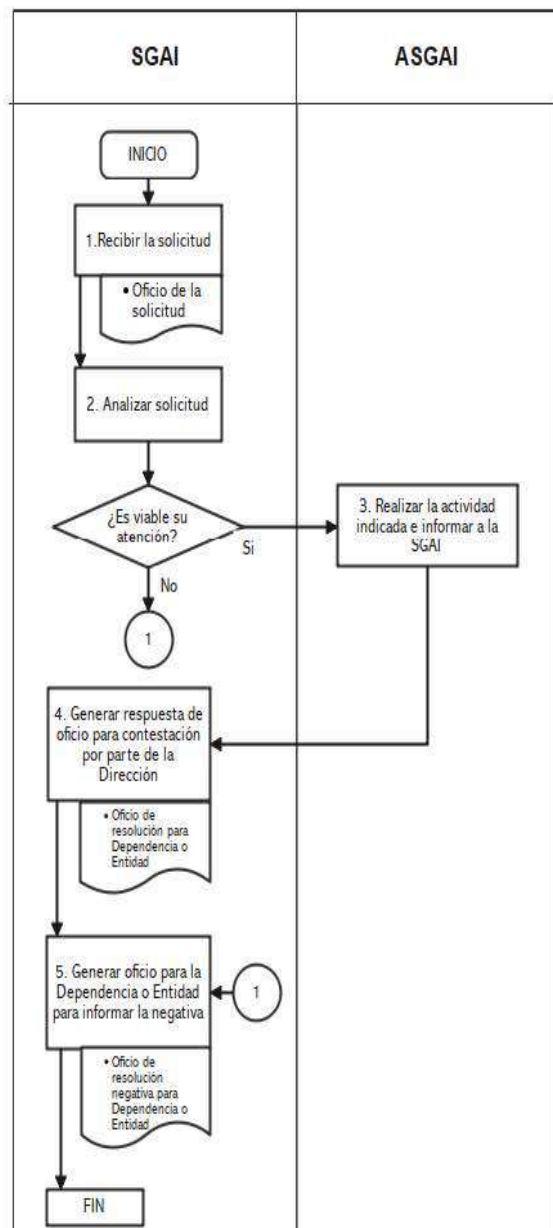 SGAI
ASGAI
INICIO
1.Recibir la solicitud
• Oficio de la
solicitud
2. Analizar solicitud
¿Es viable su
atención?
Si
3. Realizar la actividad
indicada e informar a la
SGAI
No
1
4. Generar respuesta de
oficio para contestación
por parte de la
Dirección
• Oficio de
resolución para
Dependencia o
Entidad
5. Generar oficio para la
Dependencia o Entidad
para informar la negativa
1
• Oficio de
resolución
negativa para
Dependencia o
Entidad
FIN